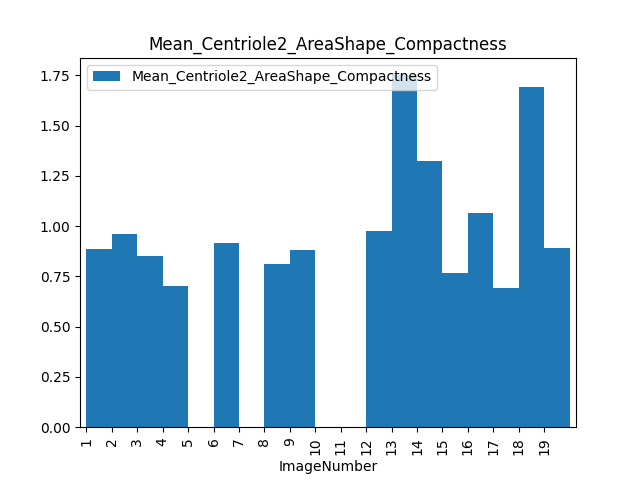 Mean_Centriole2_AreaShape_Compactness
Mean_Centriole2_AreaShape_Compactness
1.75
1.50
1.25
1.00
0.75
0.50
0.25
0.00
1 2 3 4 5 6 7 8 9 10 11 12 13 14 15 16 17 18 19
ImageNumber